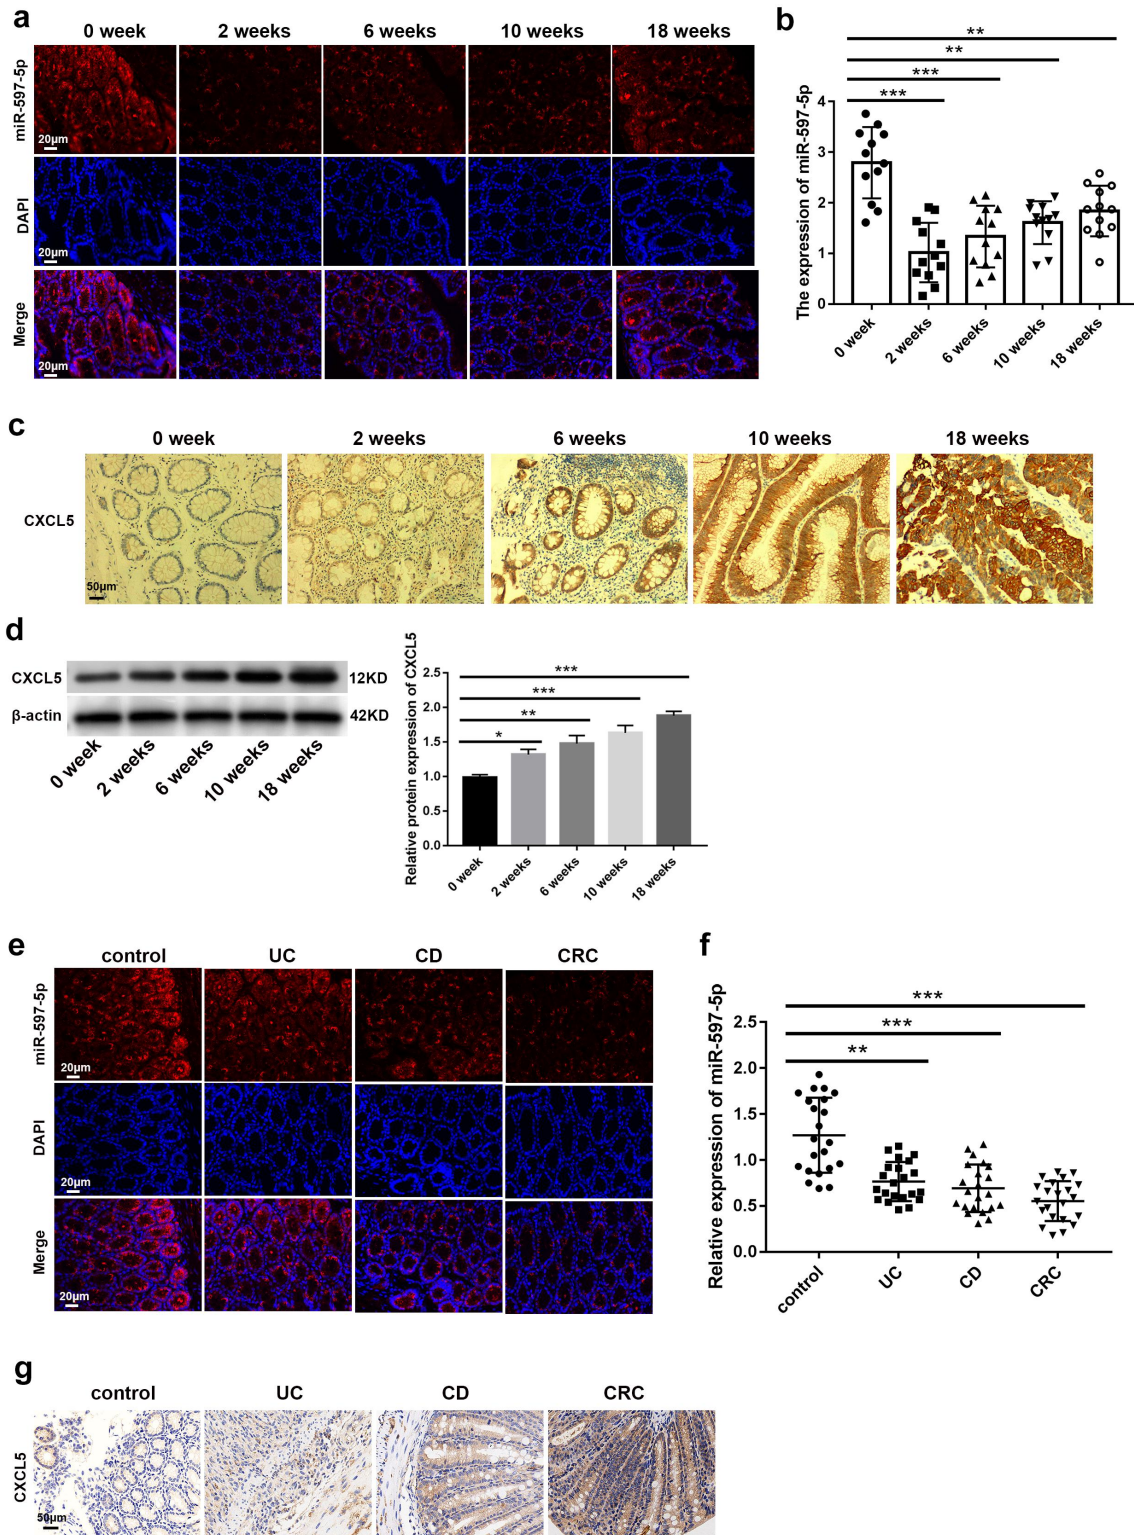 a
0 week 2 weeks 6 weeks 10 weeks 18 weeks
miR-597-5p
20μm
DAPI
20μm
Merge
20μm
b
**
**
***
***
The expression of miR-597-5p
4
3
2
1
0
0 week 2 weeks 6 weeks 10 weeks 18 weeks
c
0 week 2 weeks 6 weeks 10 weeks 18 weeks
CXCL5
50μm
d
CXCL5 12KD
β-actin 42KD
0 week 2 weeks 6 weeks 10 weeks 18 weeks
Relative protein expression of CXCL5
***
***
**
*
2.5
2.0
1.5
1.0
0.5
0.0
0 week 2 weeks 6 weeks 10 weeks 18 weeks
e
control UC CD CRC
miR-597-5p
20μm
DAPI
20μm
Merge
20μm
f
***
***
**
Relative expression of miR-597-5p
2.5
2.0
1.5
1.0
0.5
0.0
control UC CD CRC
g
control UC CD CRC
CXCL5
50μm